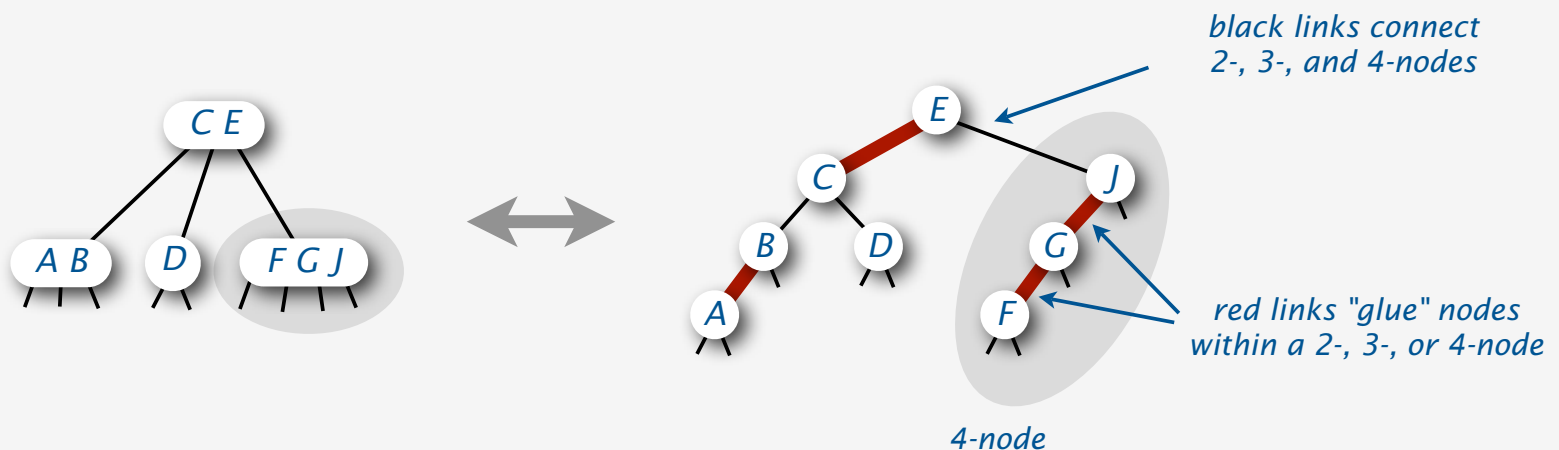 black links connect
2-, 3-, and 4-nodes
C E
A B
D
F G J
E
C
J
B
D
G
A
F
red links "glue" nodes
within a 2-, 3-, or 4-node
4-node